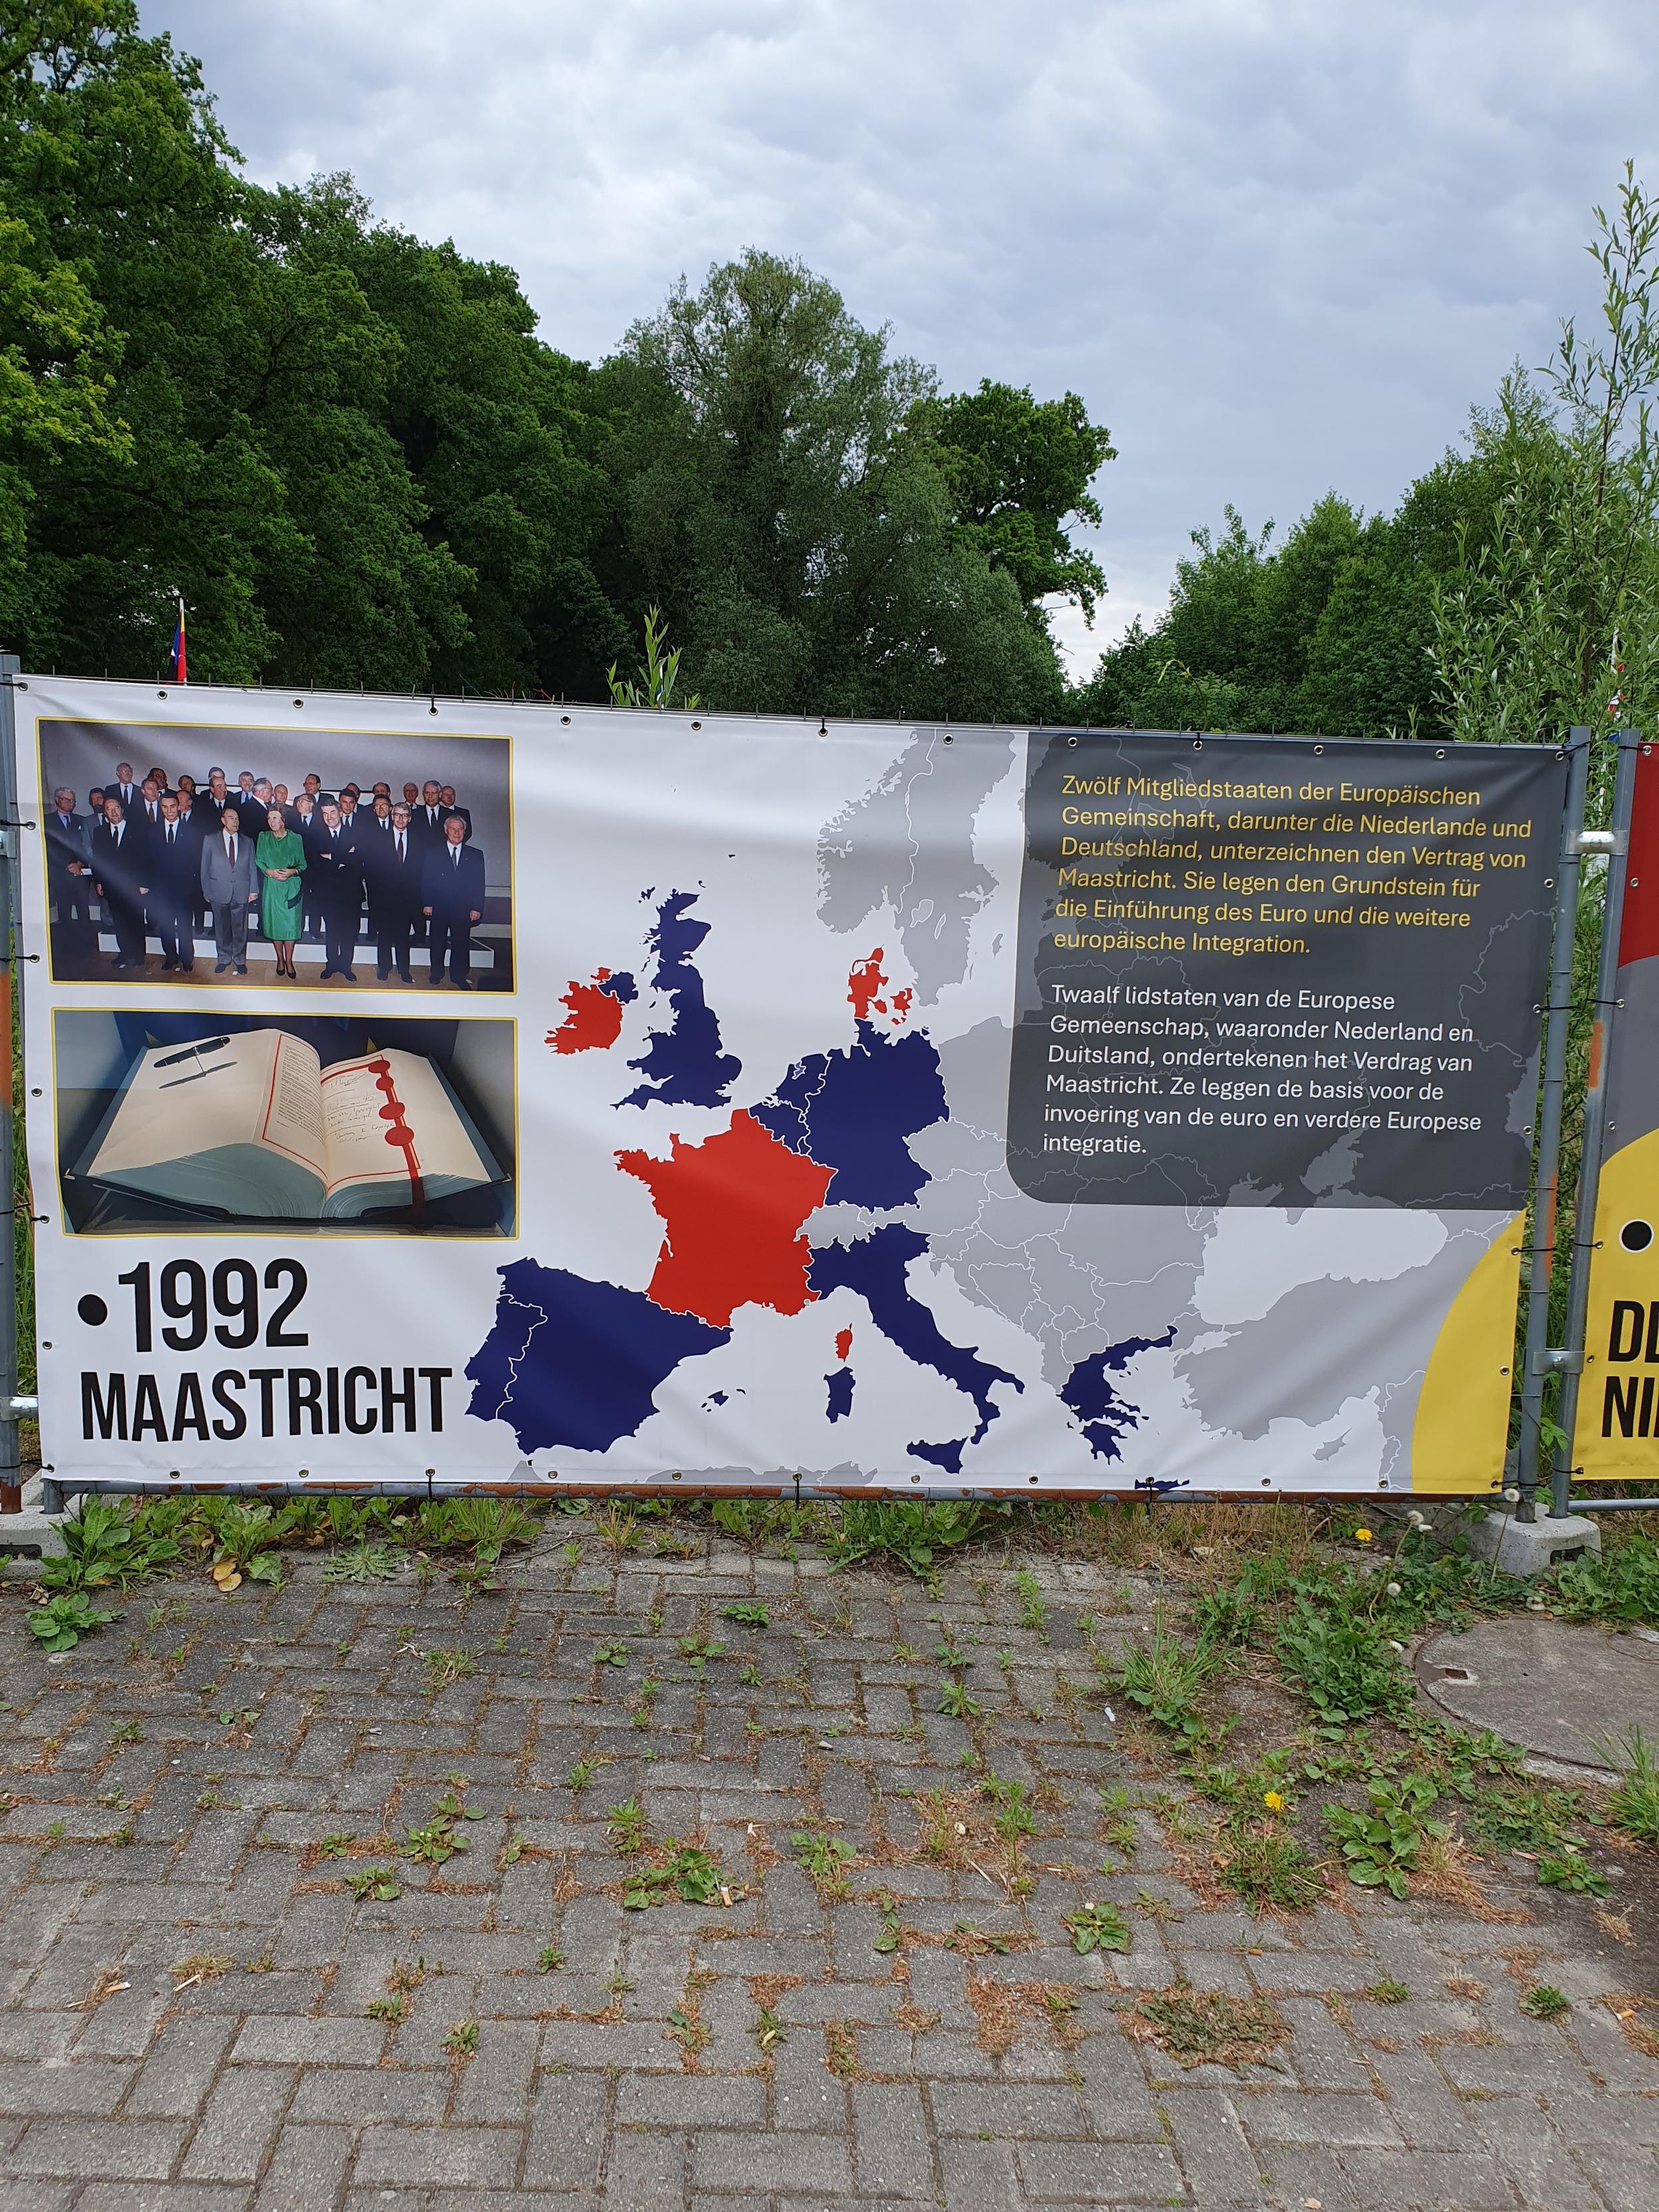 Zwölf Mitgliedstaaten der Europäischen
Gemeinschaft, darunter die Niederlande und
Deutschland, unterzeichnen den Vertrag von
Maastricht. Sie legen den Grundstein für
die Einführung des Euro und die weitere
europäische Integration.
Twaalf lidstaten van de Europese
Gemeenschap, waaronder Nederland en
Duitsland, ondertekenen het Verdrag van
Maastricht. Ze leggen de basis voor de
invoering van de euro en verdere Europese
integratie.
•1992
MAASTRICHT